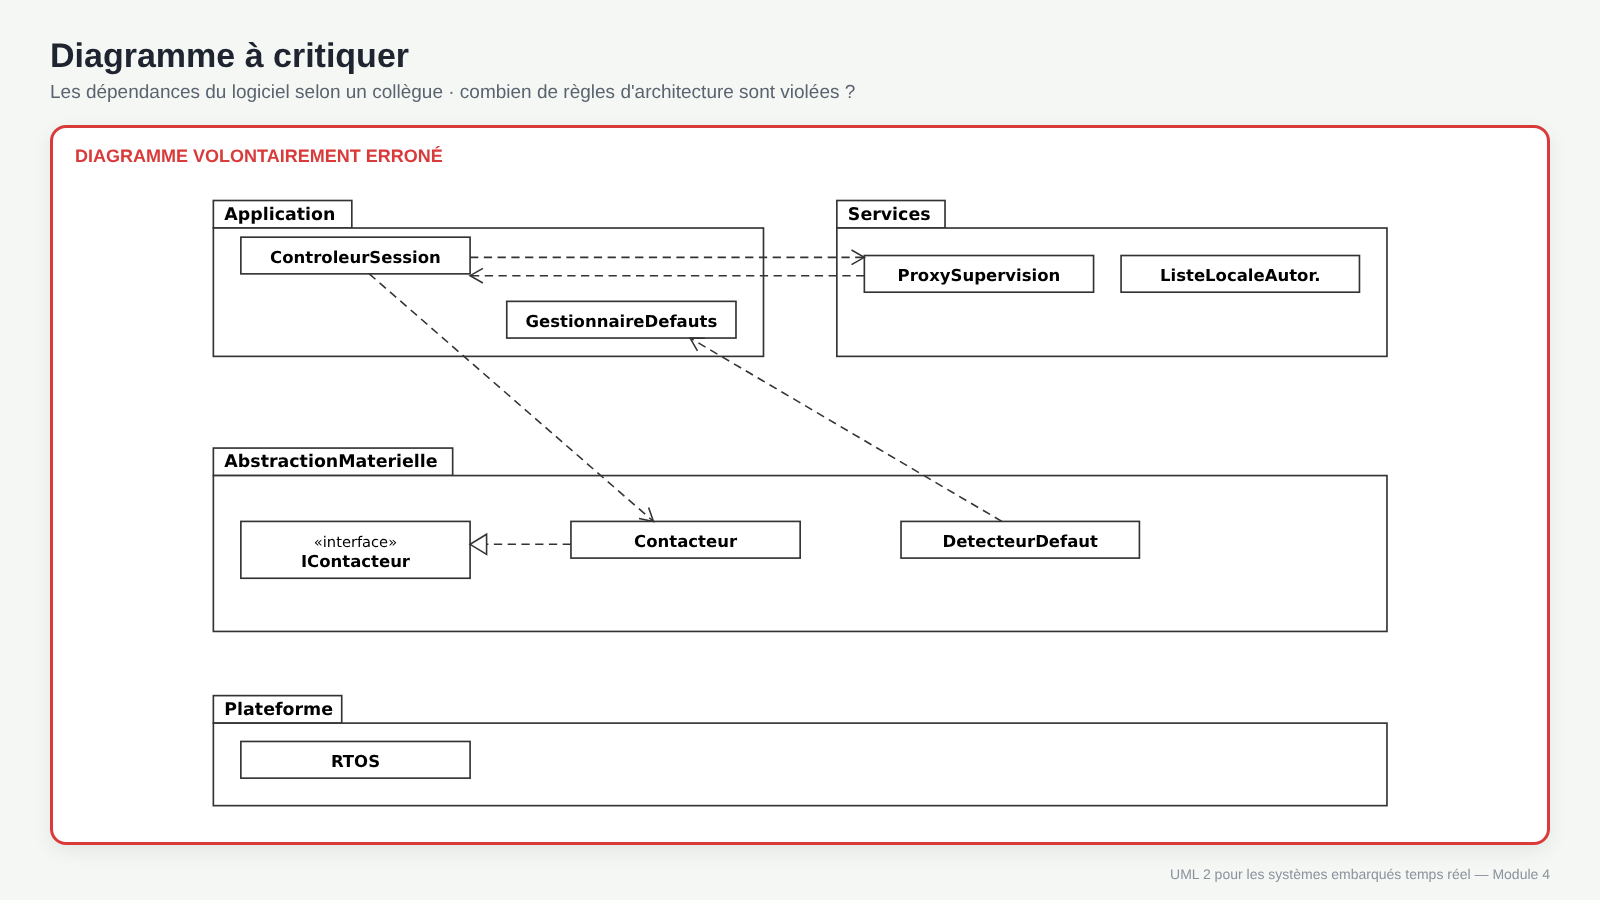 Diagramme à critiquer
Les dépendances du logiciel selon un collègue · combien de règles d'architecture sont violées ?
DIAGRAMME VOLONTAIREMENT ERRONÉ
Application
Services
ControleurSession
ProxySupervision
ListeLocaleAutor.
GestionnaireDefauts
AbstractionMaterielle
«interface»
IContacteur
Contacteur
DetecteurDefaut
Plateforme
RTOS
UML 2 pour les systèmes embarqués temps réel — Module 4